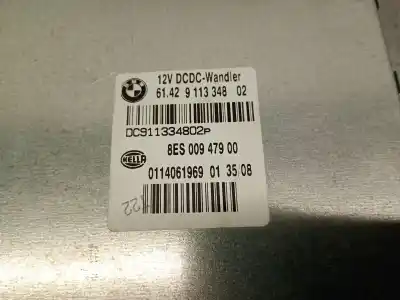 BMW
12V DCDC-Wandler
61.42 9 113 348 02
DC911334802P
HELLA
8ES 009 479 00
0114061969 01 35/08